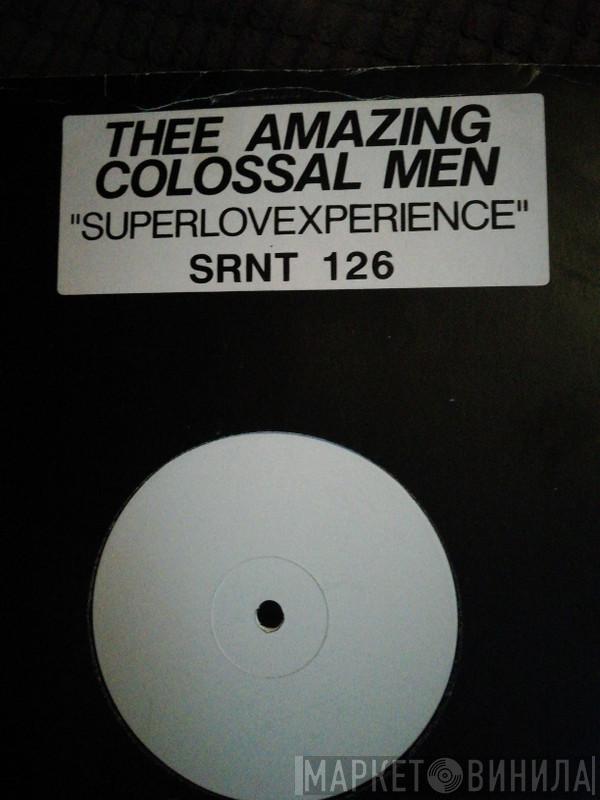 THEE AMAZING
COLOSSAL MEN
"SUPERLOVEXPERIENCE"
SRNT 126
МАРКЕТ ВИНИЛА